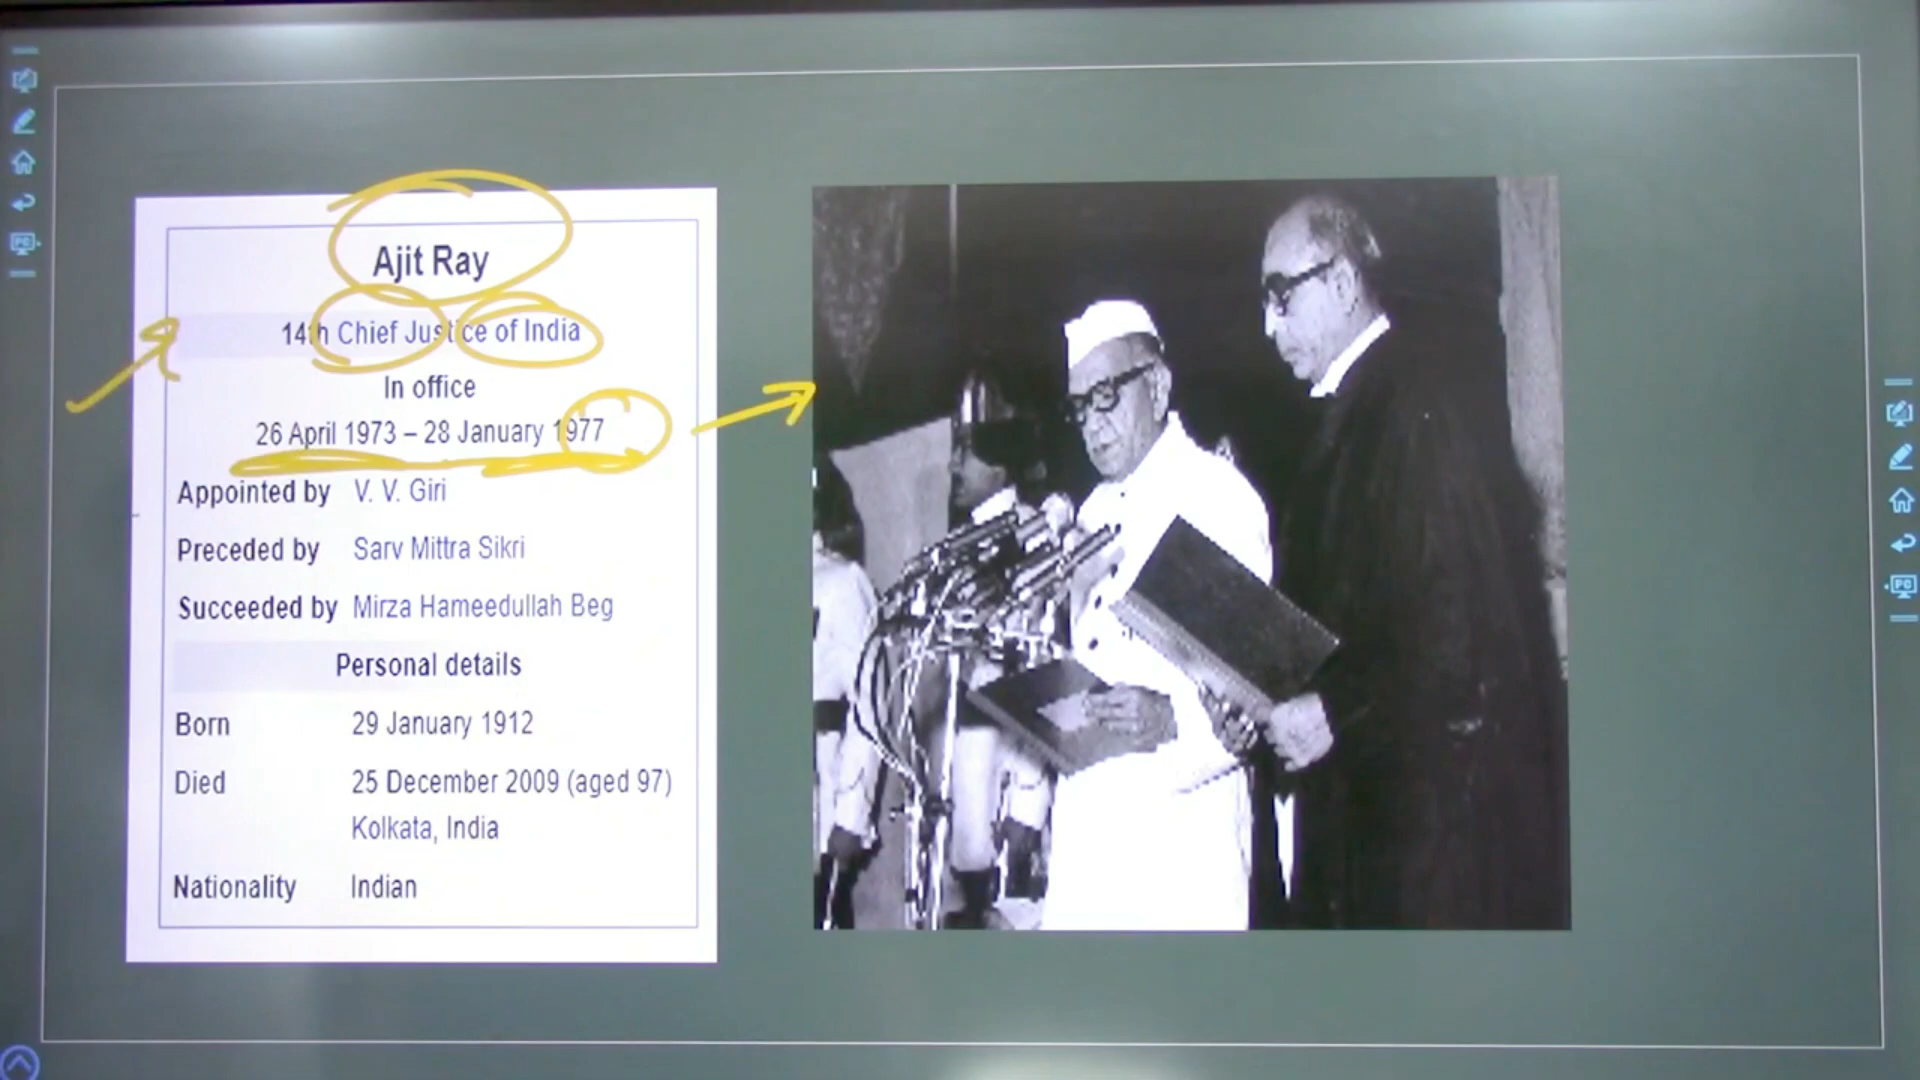 Ajit Ray
14th Chief Justice of India
In office
26 April 1973 – 28 January 1977
Appointed by V. V. Giri
Preceded by Sarv Mittra Sikri
Succeeded by Mirza Hameedullah Beg
Personal details
Born 29 January 1912
Died 25 December 2009 (aged 97)
Kolkata, India
Nationality Indian
PC
PC